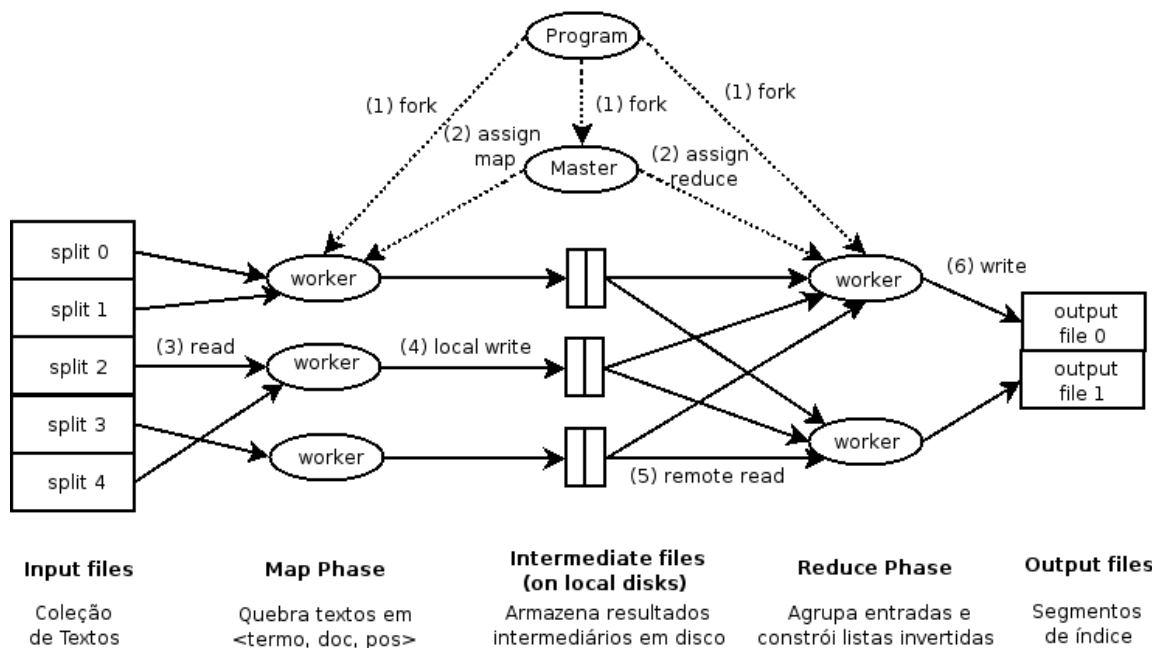 Program
(1) fork
(1) fork
(1) fork
(2) assign
map
Master
(2) assign
reduce
split 0
split 1
split 2
split 3
split 4
(3) read
worker
worker
worker
(4) local write
(5) remote read
worker
worker
(6) write
output
file 0
output
file 1
Input files
Coleção
de Textos
Map Phase
Quebra textos em
<termo, doc, pos>
Intermediate files
(on local disks)
Armazena resultados
intermediários em disco
Reduce Phase
Agrupa entradas e
constrói listas invertidas
Output files
Segmentos
de índice